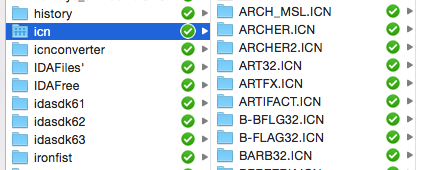 history
icn
icnconverter
IDAFiles'
IDAFree
idasdk61
idasdk62
idasdk63
ironfist
ARCH_MSL.ICN
ARCHER.ICN
ARCHER2.ICN
ART32.ICN
ARTFX.ICN
ARTIFACT.ICN
B-BFLG32.ICN
B-FLAG32.ICN
BARB32.ICN